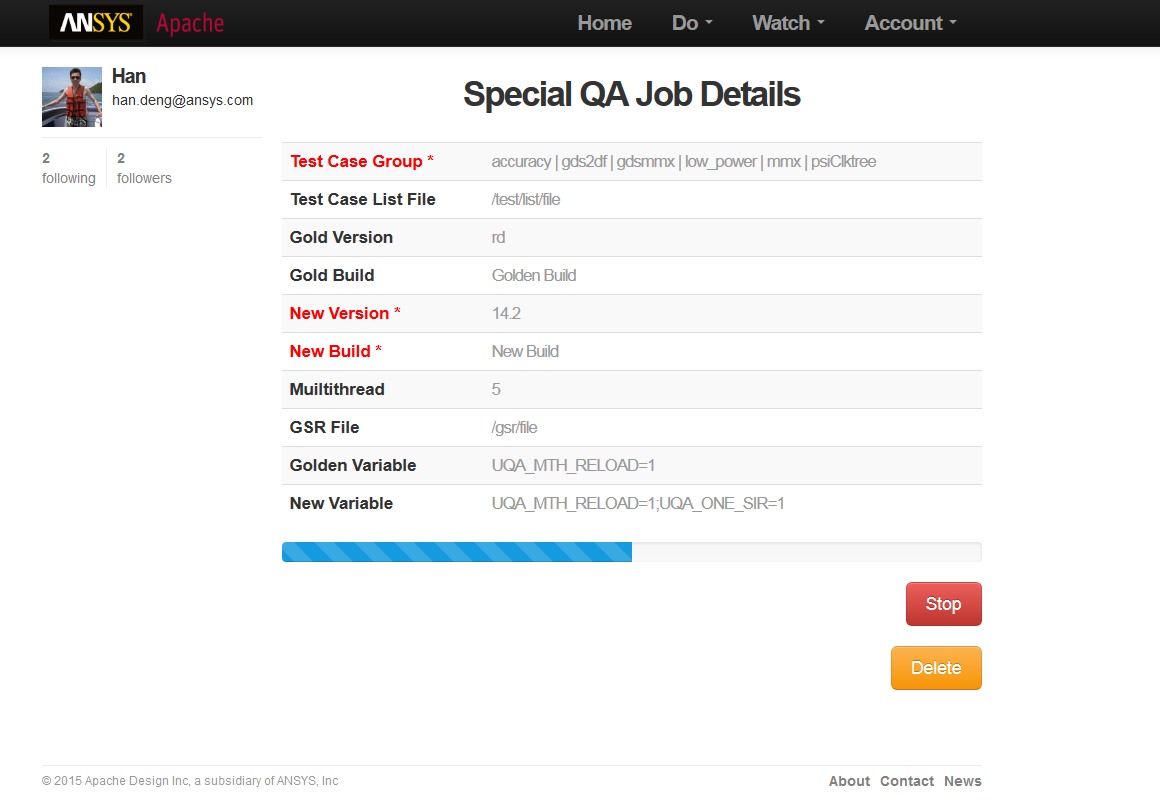 ANSYS Apache Home Do Watch Account
Han
han.deng@ansys.com
2 following
2 followers
Special QA Job Details
Test Case Group * accuracy | gds2df | gdsmmx | low_power | mmx | psiClktree
Test Case List File /test/list/file
Gold Version rd
Gold Build Golden Build
New Version * 14.2
New Build * New Build
Muiltithread 5
GSR File /gsr/file
Golden Variable UQA_MTH_RELOAD=1
New Variable UQA_MTH_RELOAD=1;UQA_ONE_SIR=1
Stop
Delete
© 2015 Apache Design Inc, a subsidiary of ANSYS, Inc About Contact News